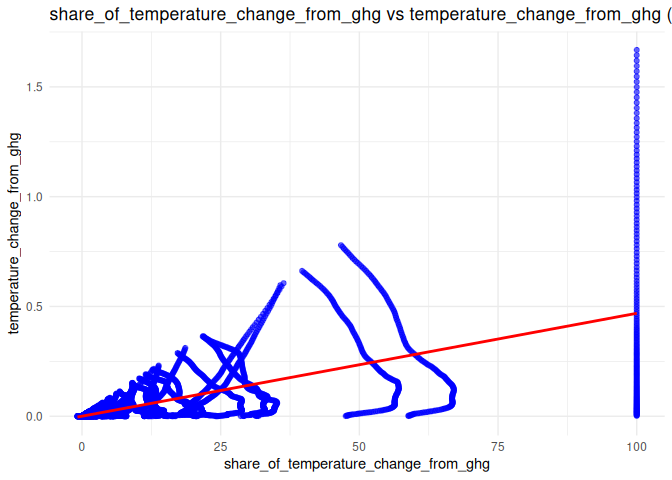 share_of_temperature_change_from_ghg vs temperature_change_from_ghg (
temperature_change_from_ghg
1.5
1.0
0.5
0.0
0 25 50 75 100
share_of_temperature_change_from_ghg